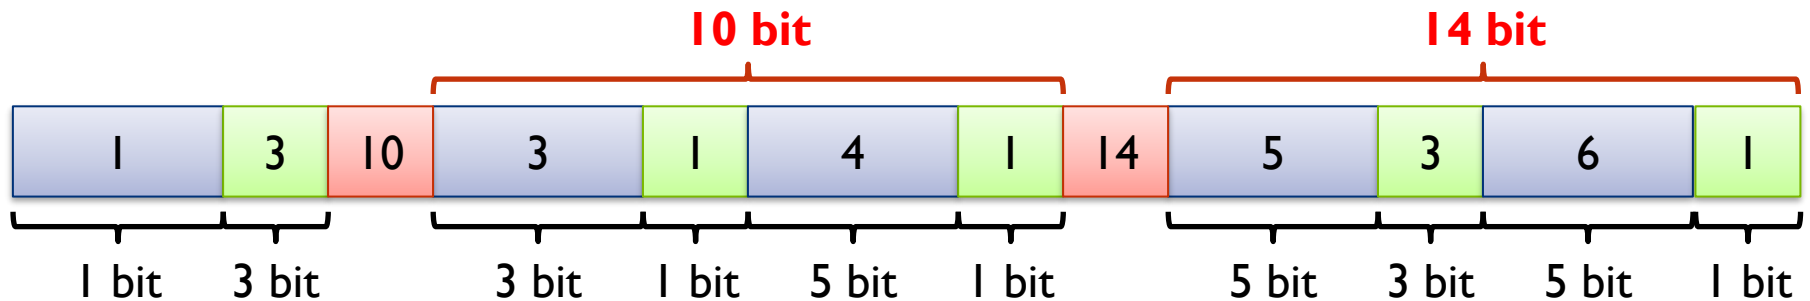 10 bit 14 bit
1 3 10 3 1 4 1 14 5 3 6 1
1 bit 3 bit 3 bit 1 bit 5 bit 1 bit 5 bit 3 bit 5 bit 1 bit